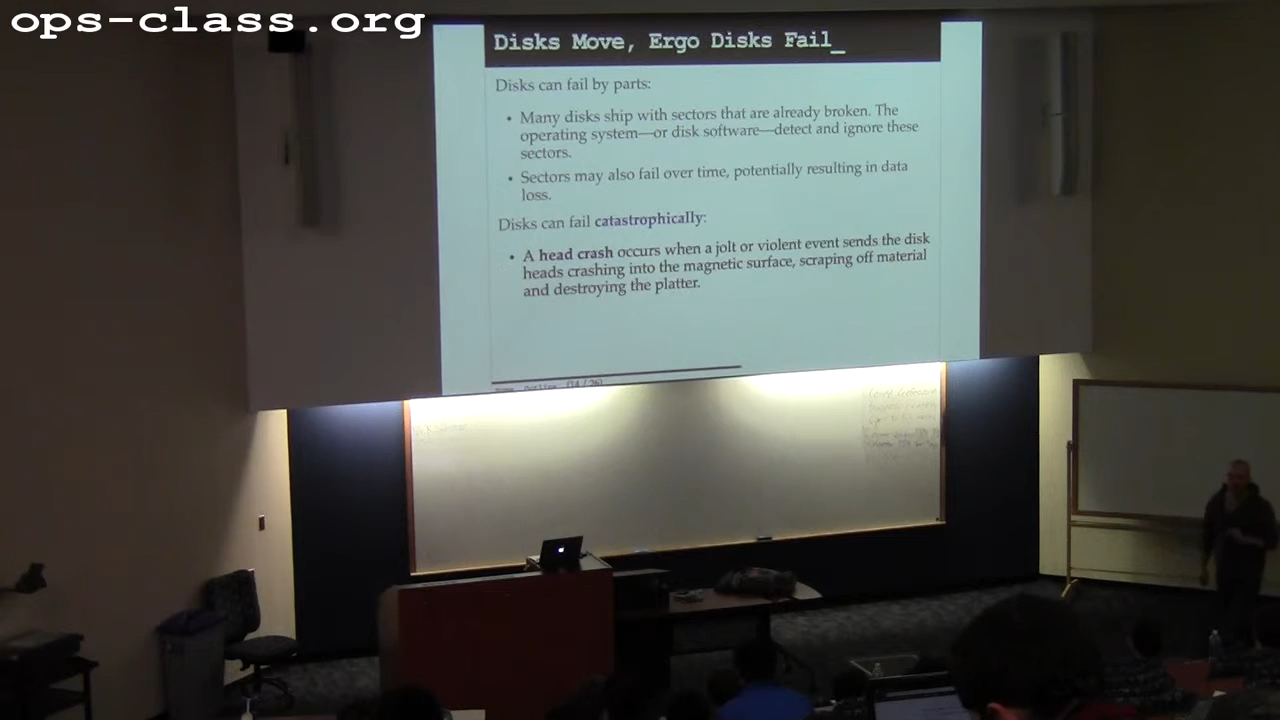 ops-class.org
Disks Move, Ergo Disks Fail_
Disks can fail by parts:
• Many disks ship with sectors that are already broken. The
operating system—or disk software—detect and ignore these
sectors.
• Sectors may also fail over time, potentially resulting in data
loss.
Disks can fail catastrophically:
• A head crash occurs when a jolt or violent event sends the disk
heads crashing into the magnetic surface, scraping off material
and destroying the platter.